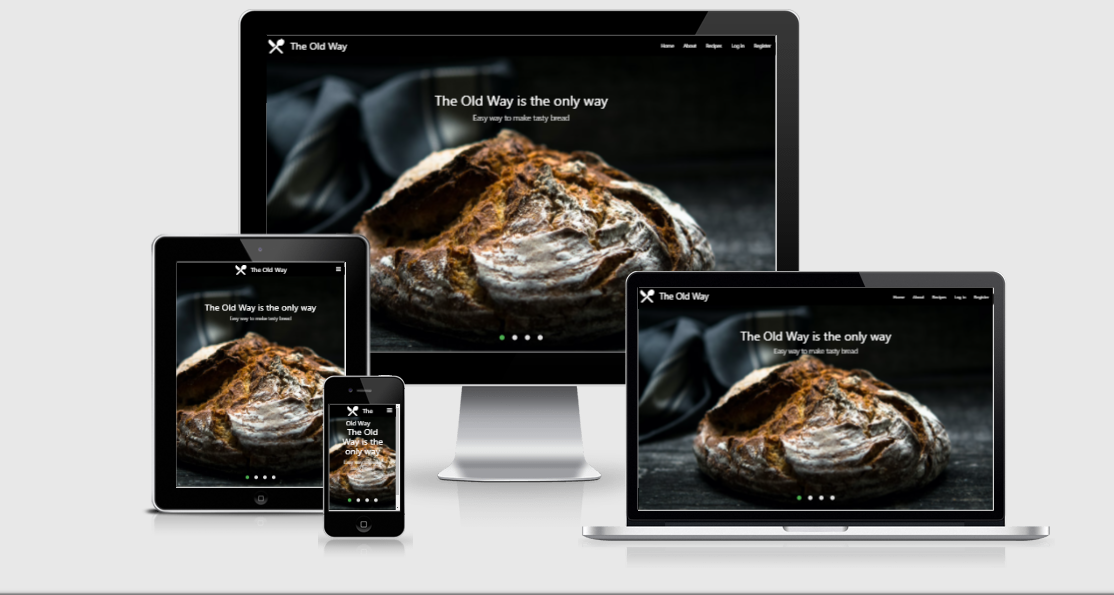 The Old Way
Home About Recipes Log in Register
The Old Way is the only way
Easy way to make tasty bread
The Old Way
The Old Way is the only way
Easy way to make tasty bread
The
Old Way
The Old
Way is the
only way
The Old Way
Home About Recipes Log in Register
The Old Way is the only way
Easy way to make tasty bread